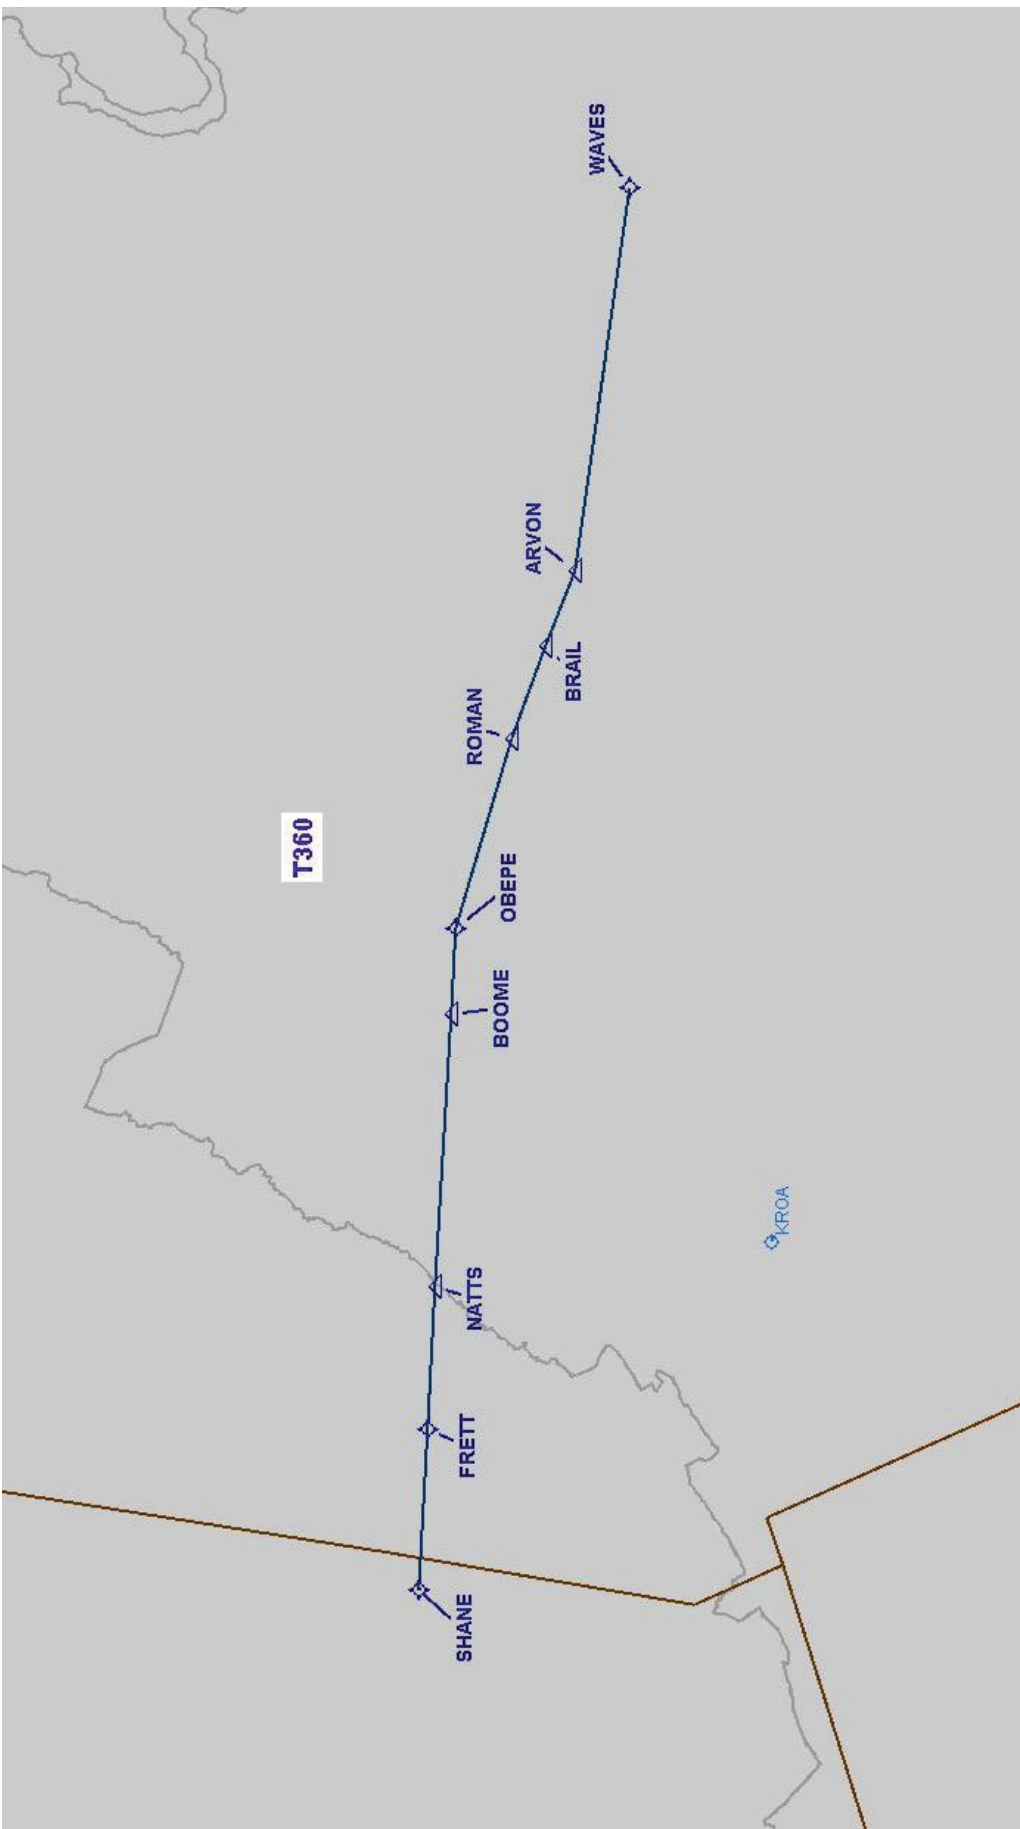 T360
SHANE
FRETT
NATTS
BOOME
OBEPE
ROMAN
BRAIL
ARVON
WAVES
KROA